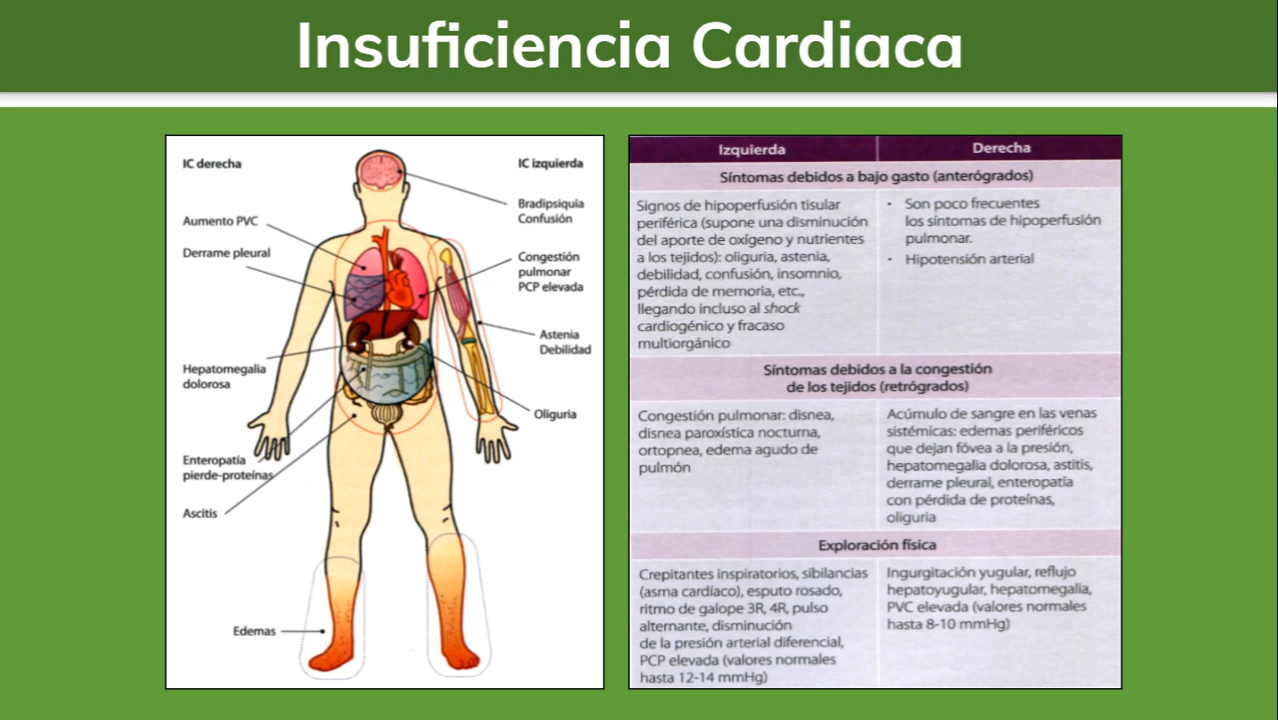 Insuficiencia Cardiaca
IC derecha
IC izquierda
Bradipsiquia
Confusión
Aumento PVC
Derrame pleural
Congestión
pulmonar
PCP elevada
Astenia
Debilidad
Hepatomegalia
dolorosa
Oliguria
Enteropatía
pierde-proteínas
Ascitis
Edemas
Izquierda
Derecha
Síntomas debidos a bajo gasto (anterógrados)
Signos de hipoperfusión tisular
periférica (supone una disminución
del aporte de oxígeno y nutrientes
a los tejidos): oliguria, astenia,
debilidad, confusión, insomnio,
pérdida de memoria, etc.,
llegando incluso al shock
cardiogénico y fracaso
multiorgánico
• Son poco frecuentes
los síntomas de hipoperfusión
pulmonar.
• Hipotensión arterial
Síntomas debidos a la congestión
de los tejidos (retrógrados)
Congestión pulmonar: disnea,
disnea paroxística nocturna,
ortopnea, edema agudo de
pulmón
Acúmulo de sangre en las venas
sistémicas: edemas periféricos
que dejan fóvea a la presión,
hepatomegalia dolorosa, astitis,
derrame pleural, enteropatía
con pérdida de proteínas,
oliguria
Exploración física
Crepitantes inspiratorios, sibilancias
(asma cardíaco), esputo rosado,
ritmo de galope 3R, 4R, pulso
alternante, disminución
de la presión arterial diferencial,
PCP elevada (valores normales
hasta 12-14 mmHg)
Ingurgitación yugular, reflujo
hepatoyugular, hepatomegalia,
PVC elevada (valores normales
hasta 8-10 mmHg)